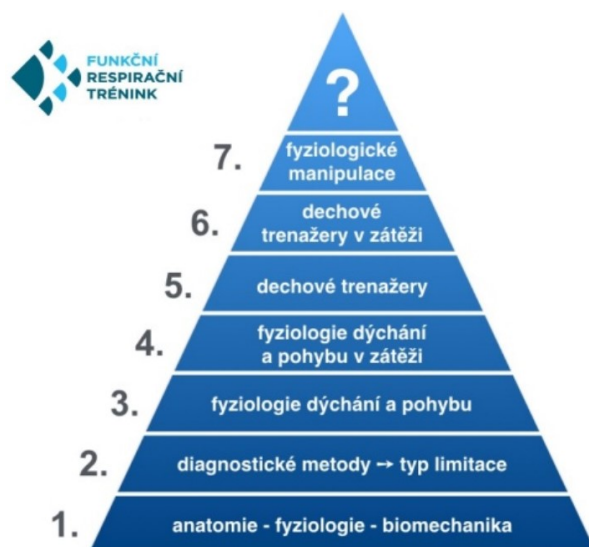 FUNKČNÍ
RESPIRAČNÍ
TRÉNINK
?
7. fyziologické
manipulace
6. dechové
trenažery v zátěži
5. dechové trenažery
4. fyziologie dýchání
a pohybu v zátěži
3. fyziologie dýchání a pohybu
2. diagnostické metody → typ limitace
1. anatomie - fyziologie - biomechanika